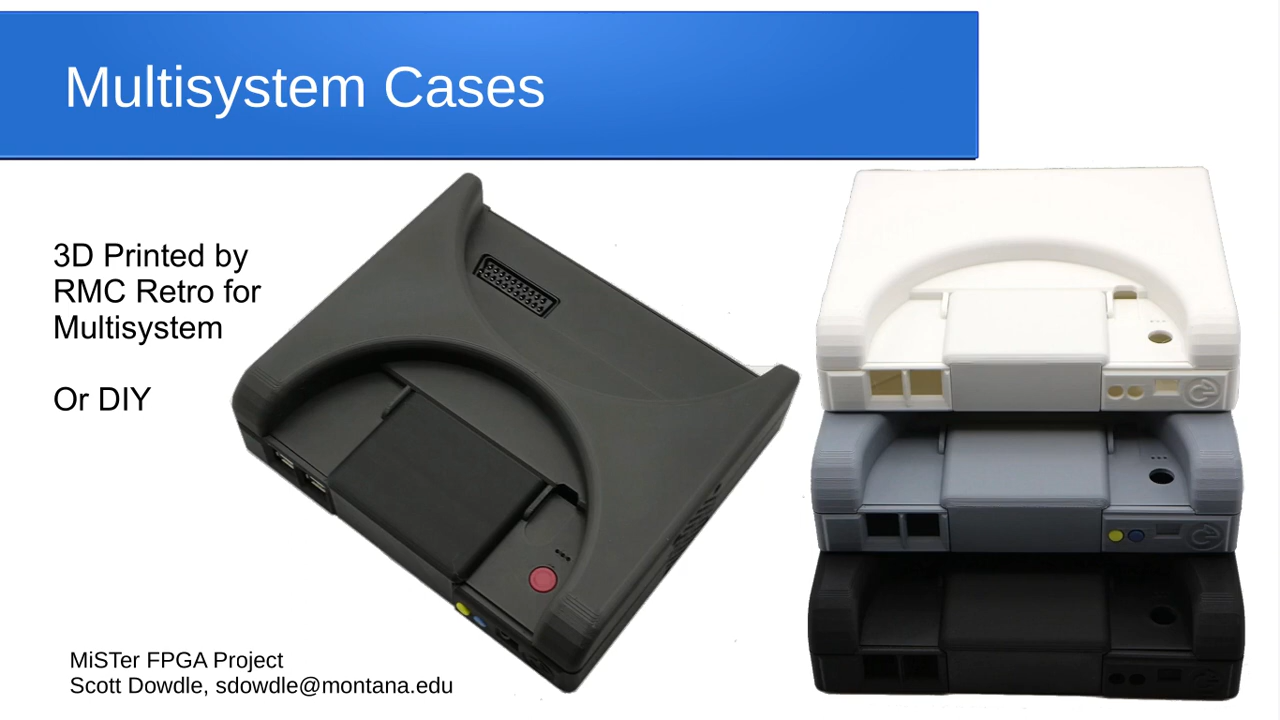 Multisystem Cases
3D Printed by
RMC Retro for
Multisystem
Or DIY
MiSTer FPGA Project
Scott Dowdle, sdowdle@montana.edu